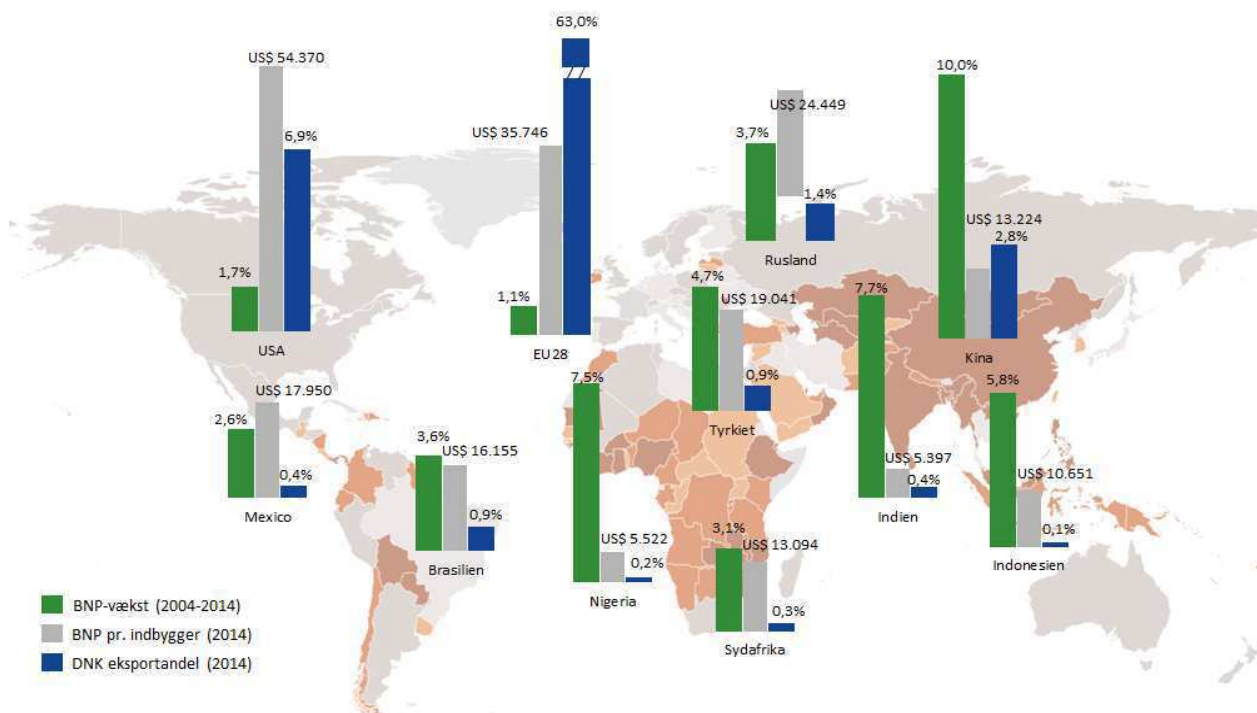 63,0%
US$ 54.370
6,9%
1,7%
USA
US$ 35.746
1,1%
EU28
US$ 24.449
3,7%
1,4%
Rusland
10,0%
US$ 13.224
2,8%
Kina
4,7%
US$ 19.041
0,9%
Tyrkiet
7,7%
US$ 5.397
0,4%
Indien
5,8%
US$ 10.651
0,1%
Indonesien
US$ 17.950
2,6%
0,4%
Mexico
3,6%
US$ 16.155
0,9%
Brasilien
7,5%
US$ 5.522
0,2%
Nigeria
3,1%
US$ 13.094
0,3%
Sydafrika
BNP-vækst (2004-2014)
BNP pr. indbygger (2014)
DNK eksportandel (2014)